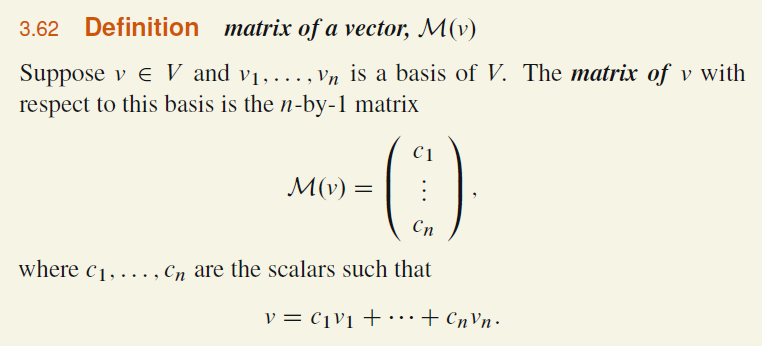 3.62 Definition matrix of a vector, ℳ(v)
Suppose v ∈ V and v₁, . . . , vₙ is a basis of V. The matrix of v with
respect to this basis is the n-by-1 matrix
c₁
ℳ(v) = ( ⋮ ),
cₙ
where c₁, . . . , cₙ are the scalars such that
v = c₁v₁ + · · · + cₙvₙ.